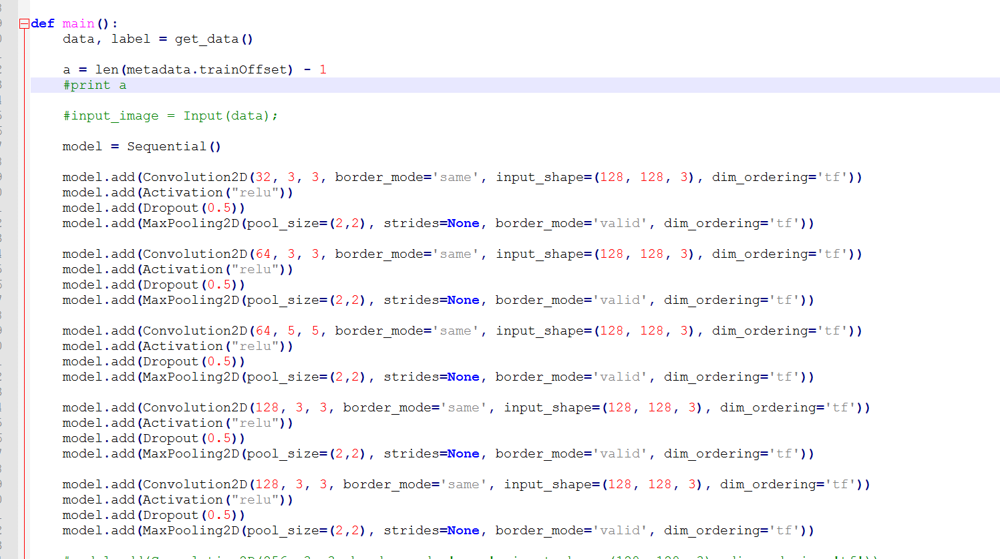 def main():
    data, label = get_data()
    a = len(metadata.trainOffset) - 1
    #print a
    #input_image = Input(data);
    model = Sequential()
    model.add(Convolution2D(32, 3, 3, border_mode='same', input_shape=(128, 128, 3), dim_ordering='tf'))
    model.add(Activation("relu"))
    model.add(Dropout(0.5))
    model.add(MaxPooling2D(pool_size=(2,2), strides=None, border_mode='valid', dim_ordering='tf'))
    model.add(Convolution2D(64, 3, 3, border_mode='same', input_shape=(128, 128, 3), dim_ordering='tf'))
    model.add(Activation("relu"))
    model.add(Dropout(0.5))
    model.add(MaxPooling2D(pool_size=(2,2), strides=None, border_mode='valid', dim_ordering='tf'))
    model.add(Convolution2D(64, 5, 5, border_mode='same', input_shape=(128, 128, 3), dim_ordering='tf'))
    model.add(Activation("relu"))
    model.add(Dropout(0.5))
    model.add(MaxPooling2D(pool_size=(2,2), strides=None, border_mode='valid', dim_ordering='tf'))
    model.add(Convolution2D(128, 3, 3, border_mode='same', input_shape=(128, 128, 3), dim_ordering='tf'))
    model.add(Activation("relu"))
    model.add(Dropout(0.5))
    model.add(MaxPooling2D(pool_size=(2,2), strides=None, border_mode='valid', dim_ordering='tf'))
    model.add(Convolution2D(128, 3, 3, border_mode='same', input_shape=(128, 128, 3), dim_ordering='tf'))
    model.add(Activation("relu"))
    model.add(Dropout(0.5))
    model.add(MaxPooling2D(pool_size=(2,2), strides=None, border_mode='valid', dim_ordering='tf'))